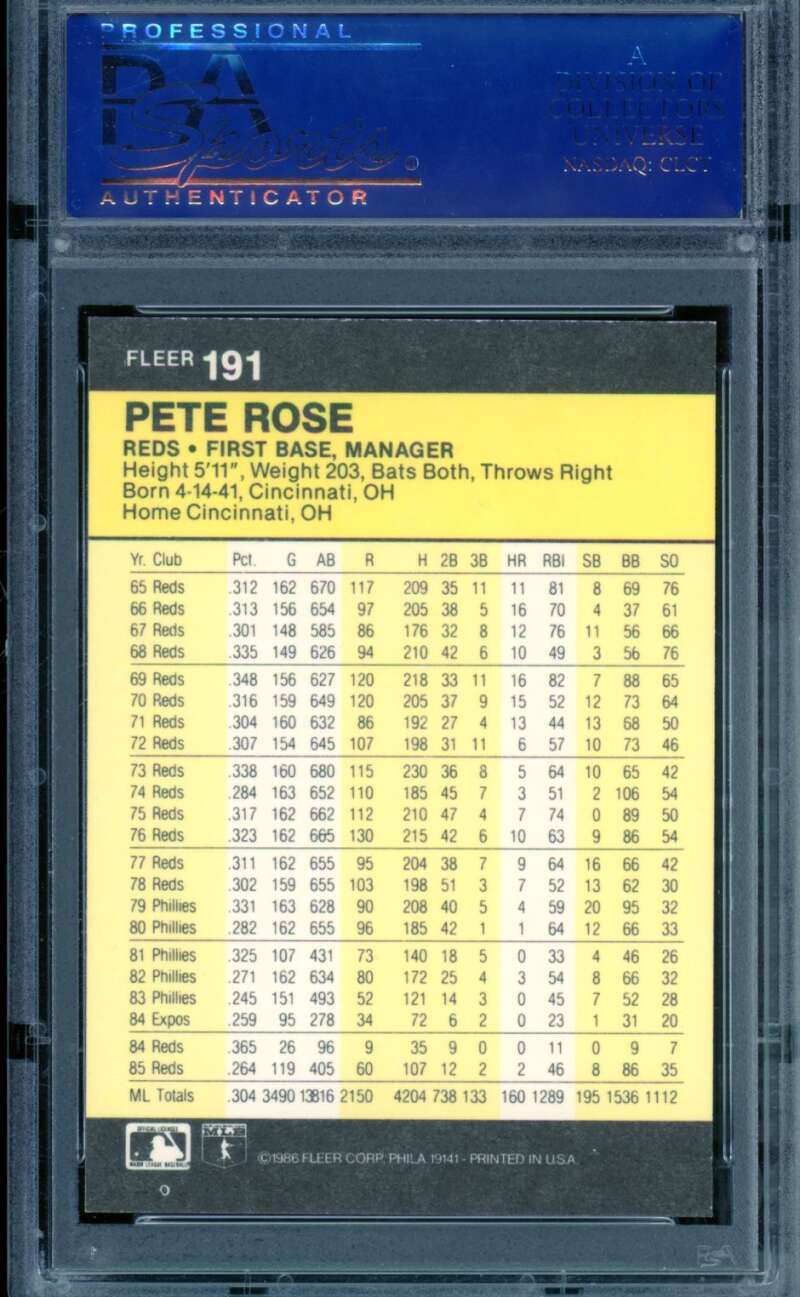 PROFESSIONAL
PSA
Sports
AUTHENTICATOR
A
DIVISION OF
COLLECTORS
UNIVERSE
NASDAQ: CLCT
FLEER 191
PETE ROSE
REDS • FIRST BASE, MANAGER
Height 5'11", Weight 203, Bats Both, Throws Right
Born 4-14-41, Cincinnati, OH
Home Cincinnati, OH
Yr. Club Pct. G AB R H 2B 3B HR RBI SB BB SO
65 Reds .312 162 670 117 209 35 11 11 81 8 69 76
66 Reds .313 156 654 97 205 38 5 16 70 4 37 61
67 Reds .301 148 585 86 176 32 8 12 76 11 56 66
68 Reds .335 149 626 94 210 42 6 10 49 3 56 76
69 Reds .348 156 627 120 218 33 11 16 82 7 88 65
70 Reds .316 159 649 120 205 37 9 15 52 12 73 64
71 Reds .304 160 632 86 192 27 4 13 44 13 68 50
72 Reds .307 154 645 107 198 31 11 6 57 10 73 46
73 Reds .338 160 680 115 230 36 8 5 64 10 65 42
74 Reds .284 163 652 110 185 45 7 3 51 2 106 54
75 Reds .317 162 662 112 210 47 4 7 74 0 89 50
76 Reds .323 162 665 130 215 42 6 10 63 9 86 54
77 Reds .311 162 655 95 204 38 7 9 64 16 66 42
78 Reds .302 159 655 103 198 51 3 7 52 13 62 30
79 Phillies .331 163 628 90 208 40 5 4 59 20 95 32
80 Phillies .282 162 655 96 185 42 1 1 64 12 66 33
81 Phillies .325 107 431 73 140 18 5 0 33 4 46 26
82 Phillies .271 162 634 80 172 25 4 3 54 8 66 32
83 Phillies .245 151 493 52 121 14 3 0 45 7 52 28
84 Expos .259 95 278 34 72 6 2 0 23 1 31 20
84 Reds .365 26 96 9 35 9 0 0 11 0 9 7
85 Reds .264 119 405 60 107 12 2 2 46 8 86 35
ML Totals .304 3490 13816 2150 4204 738 133 160 1289 195 1536 1112
OFFICIAL LICENSEE
MAJOR LEAGUE BASEBALL
©1986 FLEER CORP. PHILA 19141 - PRINTED IN U.S.A.
PSA